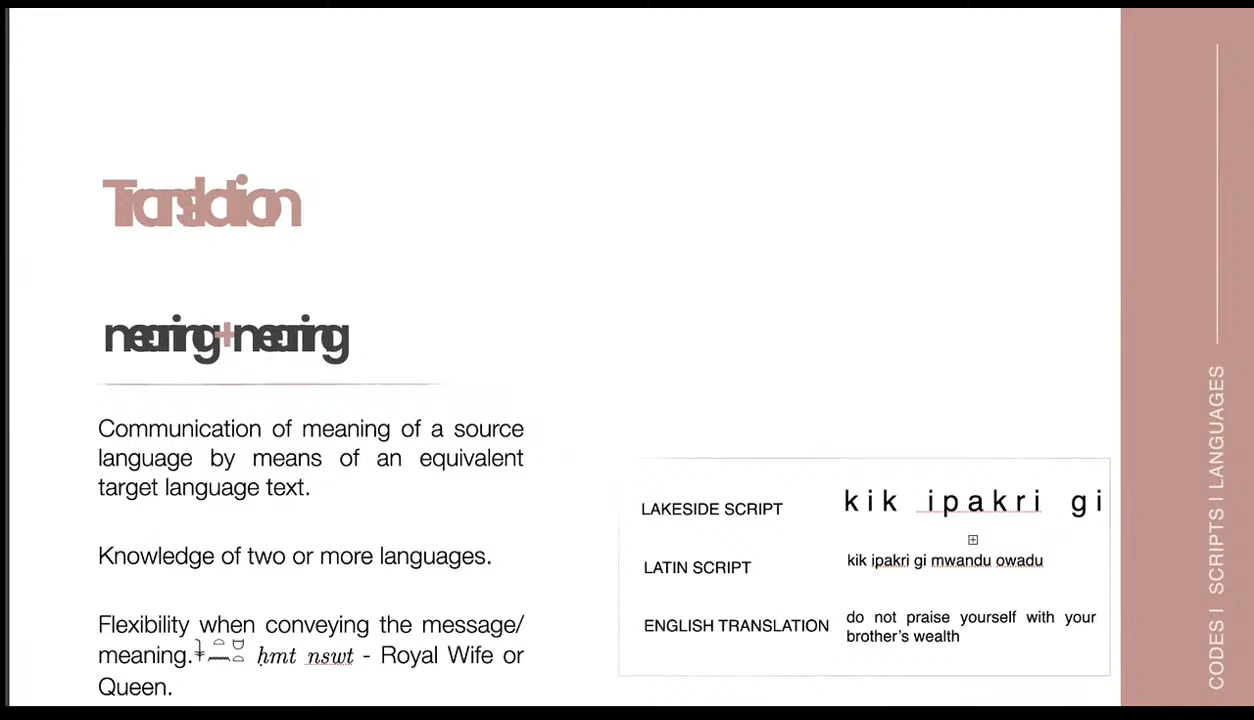 Translation
meaning+meaning
Communication of meaning of a source
language by means of an equivalent
target language text.
Knowledge of two or more languages.
Flexibility when conveying the message/
meaning. ḥmt nswt - Royal Wife or
Queen.
LAKESIDE SCRIPT kik ipakri gi
LATIN SCRIPT kik ipakri gi mwandu owadu
ENGLISH TRANSLATION do not praise yourself with your
brother's wealth
CODES I SCRIPTS I LANGUAGES